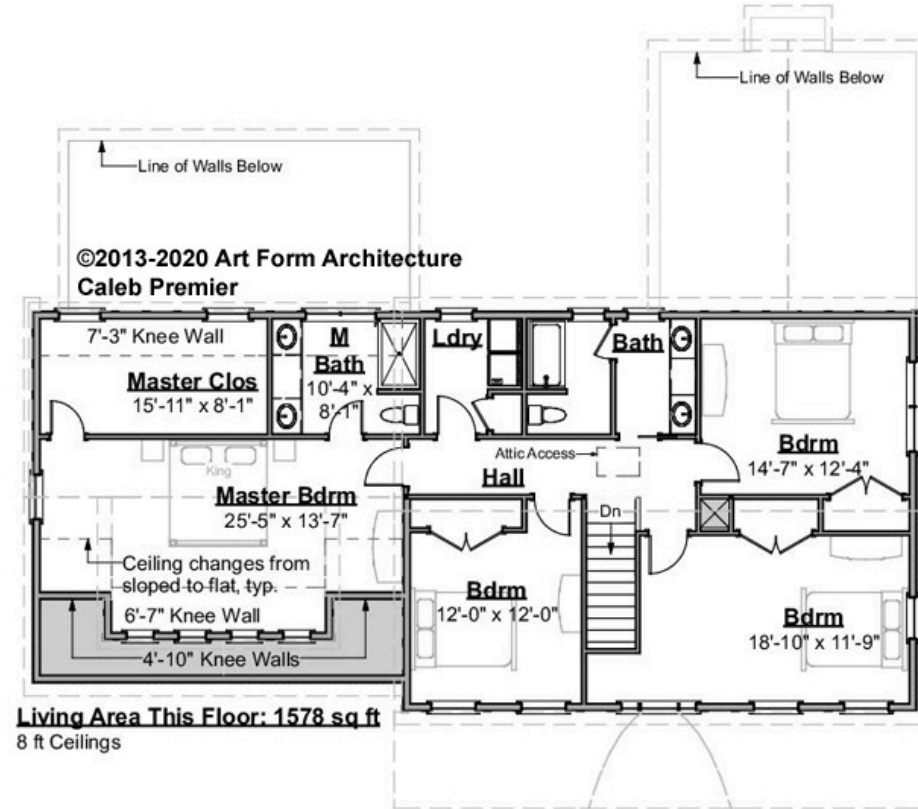 Line of Walls Below
Line of Walls Below
©2013-2020 Art Form Architecture
Caleb Premier
7'-3" Knee Wall
Master Clos
15'-11" x 8'-1"
M
Bath
10'-4" x
8'-1"
Ldry
Bath
Bdrm
14'-7" x 12'-4"
Attic Access
Hall
King
Master Bdrm
25'-5" x 13'-7"
Dn
Ceiling changes from
sloped to flat, typ.
6'-7" Knee Wall
4'-10" Knee Walls
Bdrm
12'-0" x 12'-0"
Bdrm
18'-10" x 11'-9"
Living Area This Floor: 1578 sq ft
8 ft Ceilings